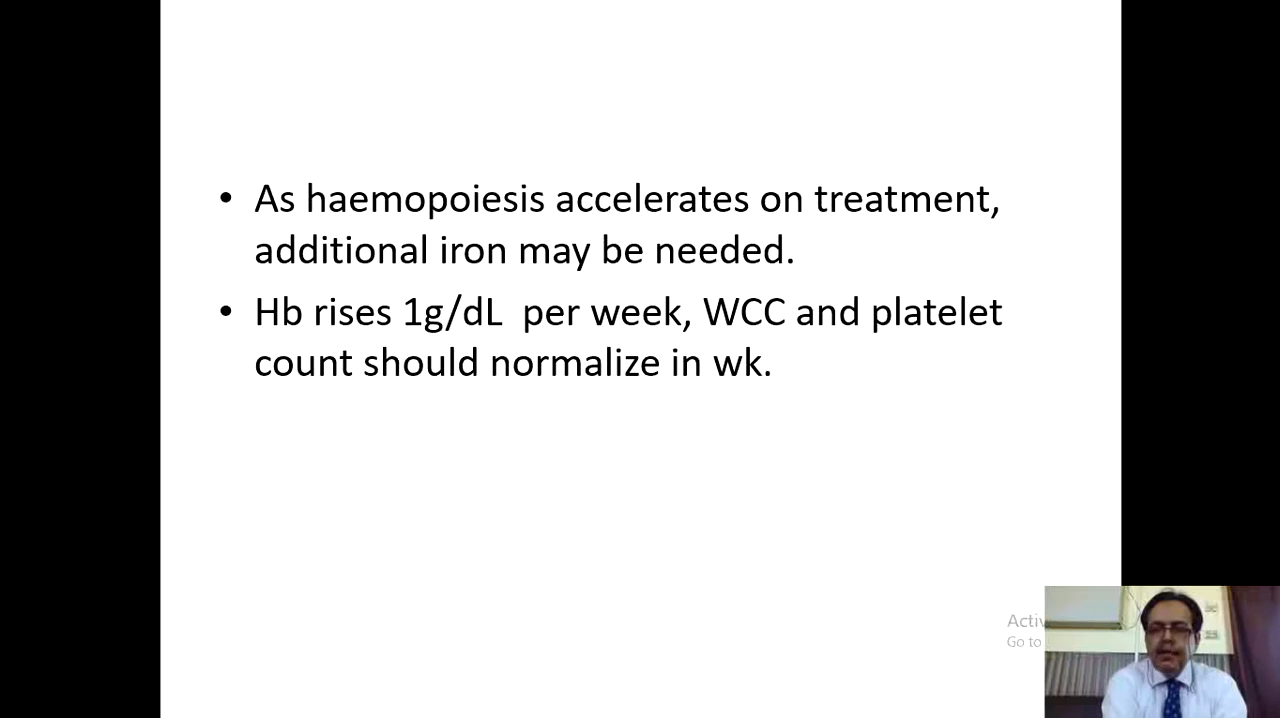 • As haemopoiesis accelerates on treatment,
additional iron may be needed.
• Hb rises 1g/dL  per week, WCC and platelet
count should normalize in wk.
Activ
Go to